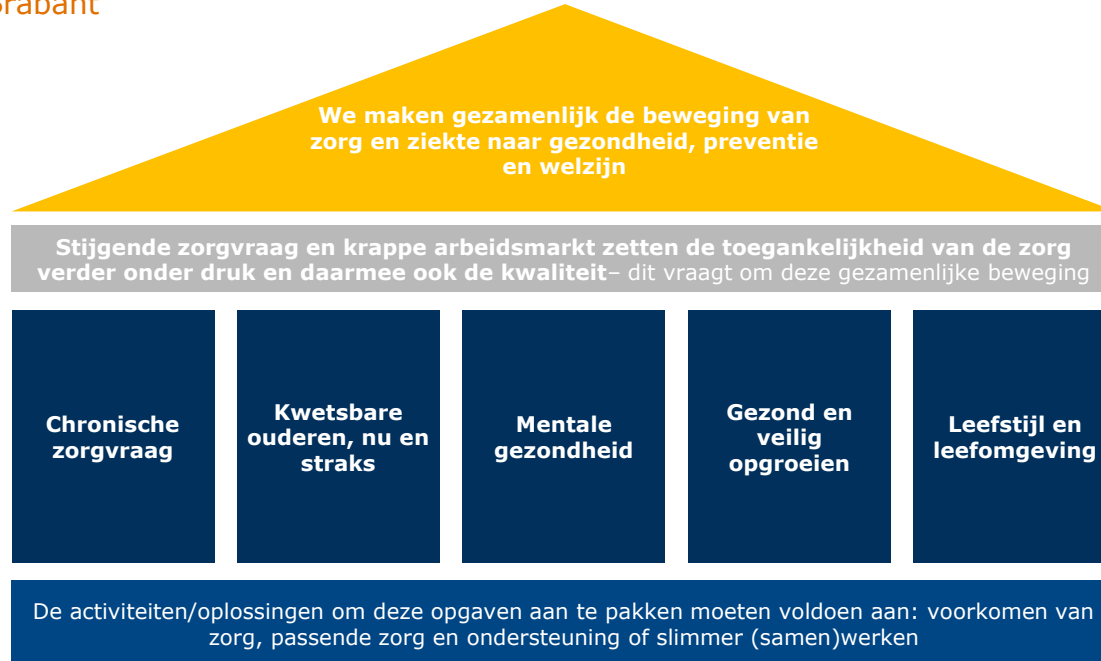 Brabant
We maken gezamenlijk de beweging van
zorg en ziekte naar gezondheid, preventie
en welzijn
Stijgende zorgvraag en krappe arbeidsmarkt zetten de toegankelijkheid van de zorg
verder onder druk en daarmee ook de kwaliteit– dit vraagt om deze gezamenlijke beweging
Chronische
zorgvraag
Kwetsbare
ouderen, nu en
straks
Mentale
gezondheid
Gezond en
veilig
opgroeien
Leefstijl en
leefomgeving
De activiteiten/oplossingen om deze opgaven aan te pakken moeten voldoen aan: voorkomen van
zorg, passende zorg en ondersteuning of slimmer (samen)werken